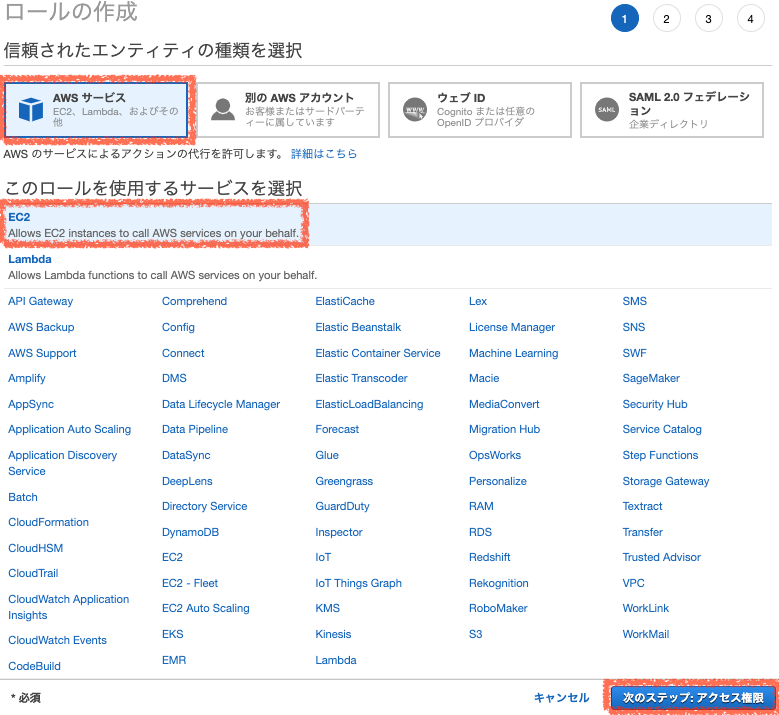 ロールの作成
1 2 3 4
信頼されたエンティティの種類を選択
AWS サービス
EC2、Lambda、およびその
他
別の AWS アカウント
お客様またはサードパーテ
ィーに属しています
WWW
ウェブ ID
Cognito または任意の
OpenID プロバイダ
SAML
SAML 2.0 フェデレーシ
ョン
企業ディレクトリ
AWS のサービスによるアクションの代行を許可します。 詳細はこちら
このロールを使用するサービスを選択
EC2
Allows EC2 instances to call AWS services on your behalf.
Lambda
Allows Lambda functions to call AWS services on your behalf.
API Gateway
AWS Backup
AWS Support
Amplify
AppSync
Application Auto Scaling
Application Discovery
Service
Batch
CloudFormation
CloudHSM
CloudTrail
CloudWatch Application
Insights
CloudWatch Events
CodeBuild
Comprehend
Config
Connect
DMS
Data Lifecycle Manager
Data Pipeline
DataSync
DeepLens
Directory Service
DynamoDB
EC2
EC2 - Fleet
EC2 Auto Scaling
EKS
EMR
ElastiCache
Elastic Beanstalk
Elastic Container Service
Elastic Transcoder
ElasticLoadBalancing
Forecast
Glue
Greengrass
GuardDuty
Inspector
IoT
IoT Things Graph
KMS
Kinesis
Lambda
Lex
License Manager
Machine Learning
Macie
MediaConvert
Migration Hub
OpsWorks
Personalize
RAM
RDS
Redshift
Rekognition
RoboMaker
S3
SMS
SNS
SWF
SageMaker
Security Hub
Service Catalog
Step Functions
Storage Gateway
Textract
Transfer
Trusted Advisor
VPC
WorkLink
WorkMail
* 必須
キャンセル
次のステップ: アクセス権限